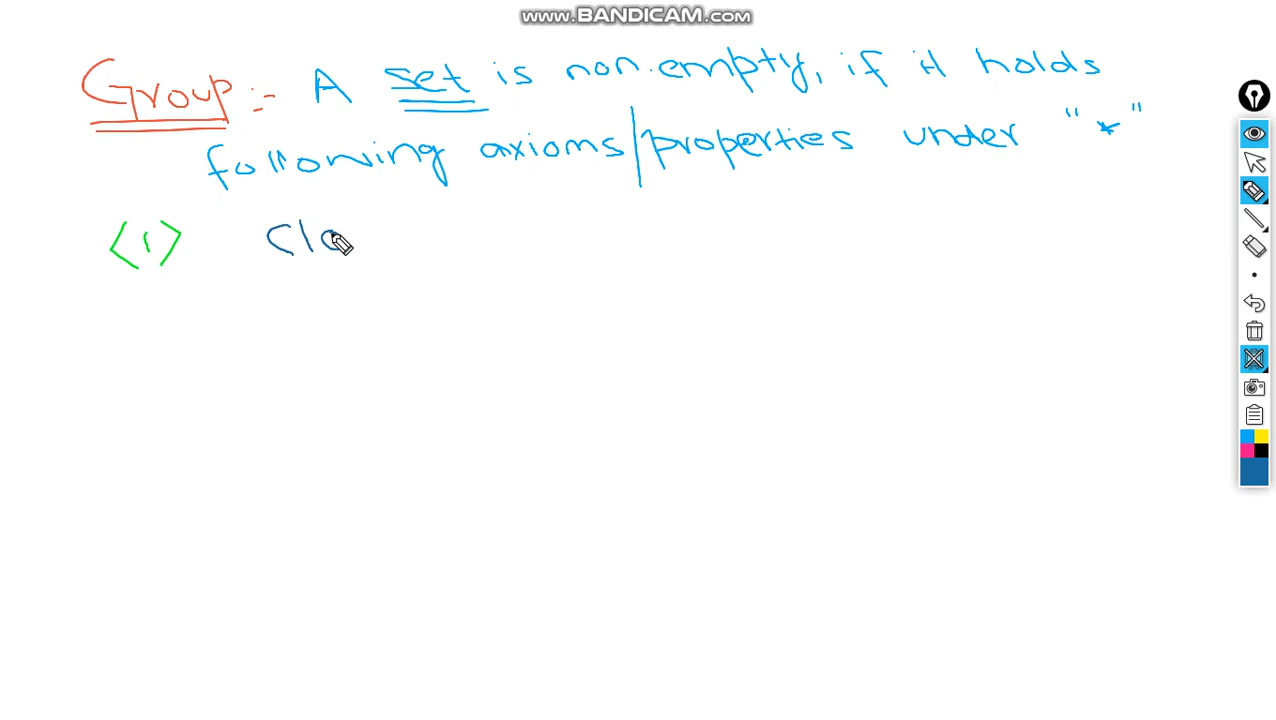 www.BANDICAM.com
Group :- A set is non.empty, if it holds
following axioms/properties under "*"
<1> Clo